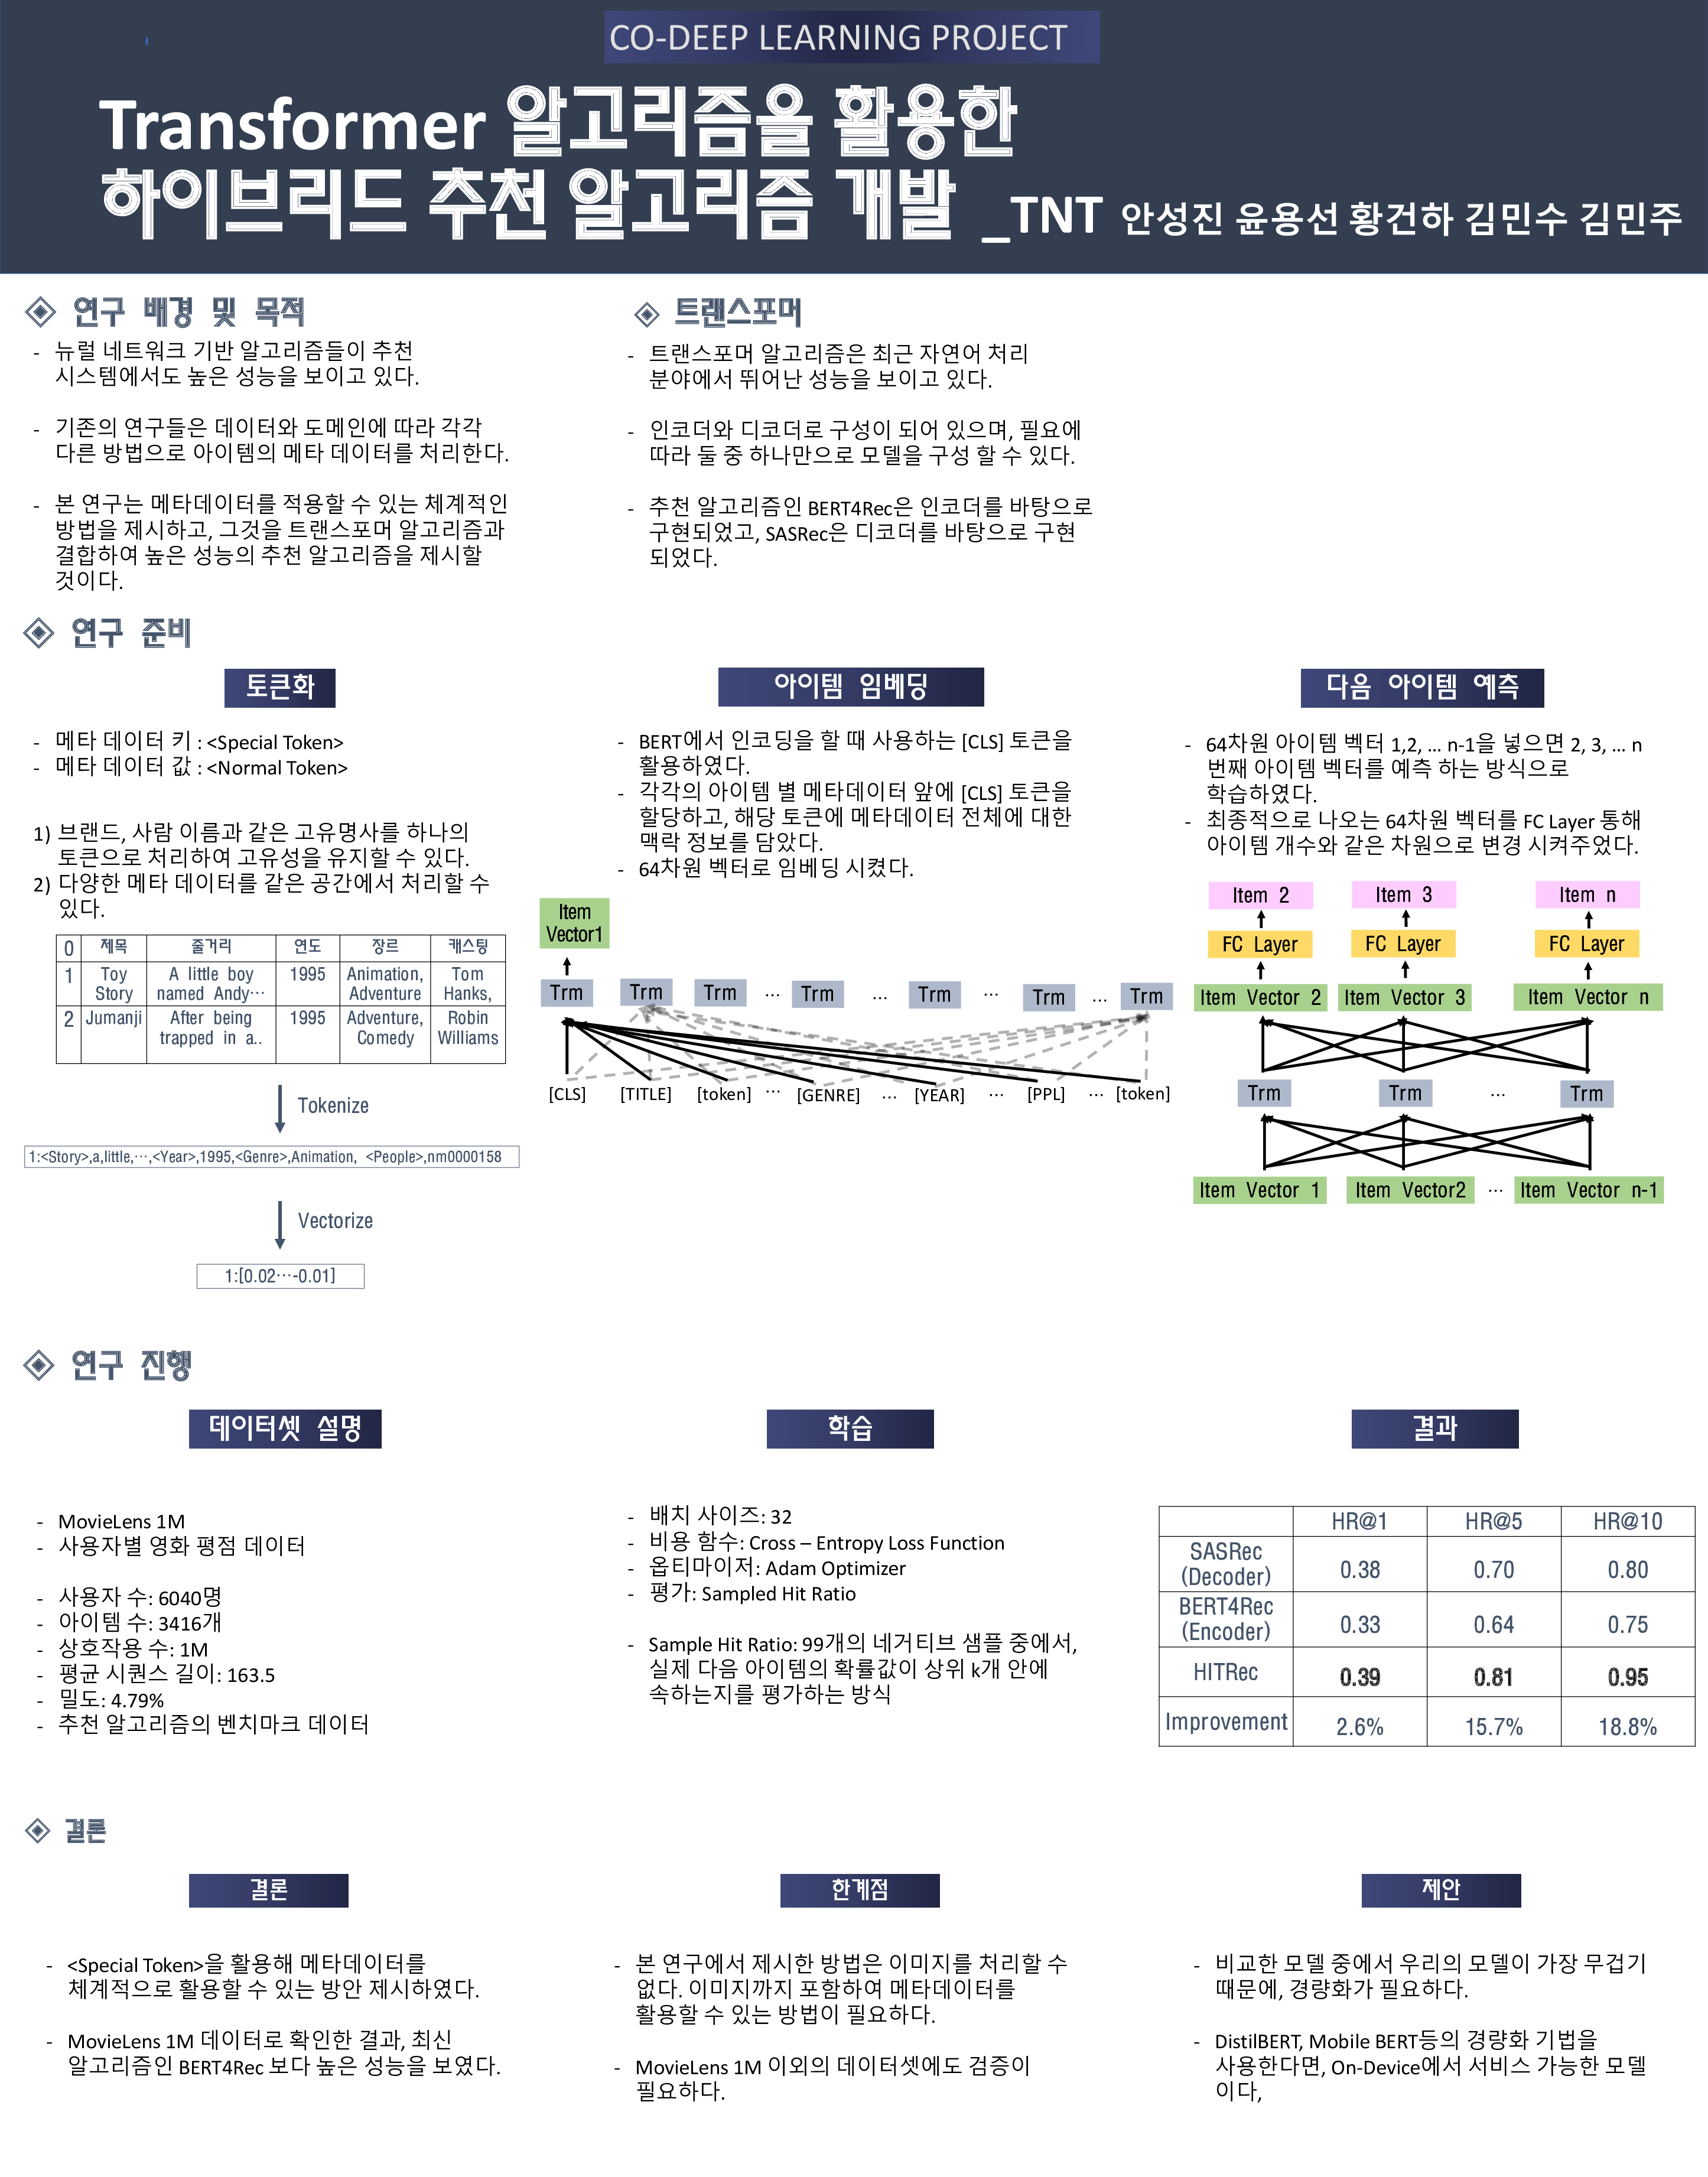 CO-DEEP LEARNING PROJECT
Transformer 알고리즘을 활용한
하이브리드 추천 알고리즘 개발 _TNT 안성진 윤용선 황건하 김민수 김민주
연구 배경 및 목적
- 뉴럴 네트워크 기반 알고리즘들이 추천
시스템에서도 높은 성능을 보이고 있다.
- 기존의 연구들은 데이터와 도메인에 따라 각각
다른 방법으로 아이템의 메타 데이터를 처리한다.
- 본 연구는 메타데이터를 적용할 수 있는 체계적인
방법을 제시하고, 그것을 트랜스포머 알고리즘과
결합하여 높은 성능의 추천 알고리즘을 제시할
것이다.
트랜스포머
- 트랜스포머 알고리즘은 최근 자연어 처리
분야에서 뛰어난 성능을 보이고 있다.
- 인코더와 디코더로 구성이 되어 있으며, 필요에
따라 둘 중 하나만으로 모델을 구성 할 수 있다.
- 추천 알고리즘인 BERT4Rec은 인코더를 바탕으로
구현되었고, SASRec은 디코더를 바탕으로 구현
되었다.
연구 준비
토큰화
- 메타 데이터 키 : <Special Token>
- 메타 데이터 값 : <Normal Token>
1) 브랜드, 사람 이름과 같은 고유명사를 하나의
토큰으로 처리하여 고유성을 유지할 수 있다.
2) 다양한 메타 데이터를 같은 공간에서 처리할 수
있다.
0 제목 줄거리 연도 장르 캐스팅
1 Toy Story A little boy named Andy… 1995 Animation, Adventure Tom Hanks,
2 Jumanji After being trapped in a.. 1995 Adventure, Comedy Robin Williams
Tokenize
1:<Story>,a,little,…,<Year>,1995,<Genre>,Animation, <People>,nm0000158
Vectorize
1:[0.02…-0.01]
아이템 임베딩
- BERT에서 인코딩을 할 때 사용하는 [CLS] 토큰을
활용하였다.
- 각각의 아이템 별 메타데이터 앞에 [CLS] 토큰을
할당하고, 해당 토큰에 메타데이터 전체에 대한
맥락 정보를 담았다.
- 64차원 벡터로 임베딩 시켰다.
Item
Vector1
Trm Trm Trm … Trm … Trm … Trm … Trm
[CLS] [TITLE] [token] … [GENRE] … [YEAR] … [PPL] … [token]
다음 아이템 예측
- 64차원 아이템 벡터 1,2, … n-1을 넣으면 2, 3, … n
번째 아이템 벡터를 예측 하는 방식으로
학습하였다.
- 최종적으로 나오는 64차원 벡터를 FC Layer 통해
아이템 개수와 같은 차원으로 변경 시켜주었다.
Item 2 Item 3 Item n
FC Layer FC Layer FC Layer
Item Vector 2 Item Vector 3 Item Vector n
Trm Trm … Trm
Item Vector 1 Item Vector2 … Item Vector n-1
연구 진행
데이터셋 설명
- MovieLens 1M
- 사용자별 영화 평점 데이터
- 사용자 수: 6040명
- 아이템 수: 3416개
- 상호작용 수: 1M
- 평균 시퀀스 길이: 163.5
- 밀도: 4.79%
- 추천 알고리즘의 벤치마크 데이터
학습
- 배치 사이즈: 32
- 비용 함수: Cross – Entropy Loss Function
- 옵티마이저: Adam Optimizer
- 평가: Sampled Hit Ratio
- Sample Hit Ratio: 99개의 네거티브 샘플 중에서,
실제 다음 아이템의 확률값이 상위 k개 안에
속하는지를 평가하는 방식
결과
HR@1 HR@5 HR@10
SASRec (Decoder) 0.38 0.70 0.80
BERT4Rec (Encoder) 0.33 0.64 0.75
HITRec 0.39 0.81 0.95
Improvement 2.6% 15.7% 18.8%
결론
결론
- <Special Token>을 활용해 메타데이터를
체계적으로 활용할 수 있는 방안 제시하였다.
- MovieLens 1M 데이터로 확인한 결과, 최신
알고리즘인 BERT4Rec 보다 높은 성능을 보였다.
한계점
- 본 연구에서 제시한 방법은 이미지를 처리할 수
없다. 이미지까지 포함하여 메타데이터를
활용할 수 있는 방법이 필요하다.
- MovieLens 1M 이외의 데이터셋에도 검증이
필요하다.
제안
- 비교한 모델 중에서 우리의 모델이 가장 무겁기
때문에, 경량화가 필요하다.
- DistilBERT, Mobile BERT등의 경량화 기법을
사용한다면, On-Device에서 서비스 가능한 모델
이다,